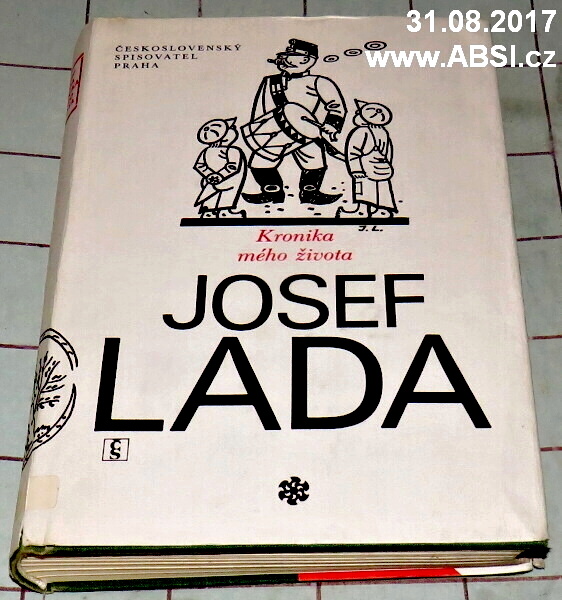 31.08.2017
www.ABSI.cz
ČESKOSLOVENSKÝ
SPISOVATEL
PRAHA
J.L.
Kronika
mého života
JOSEF
LADA
ČS